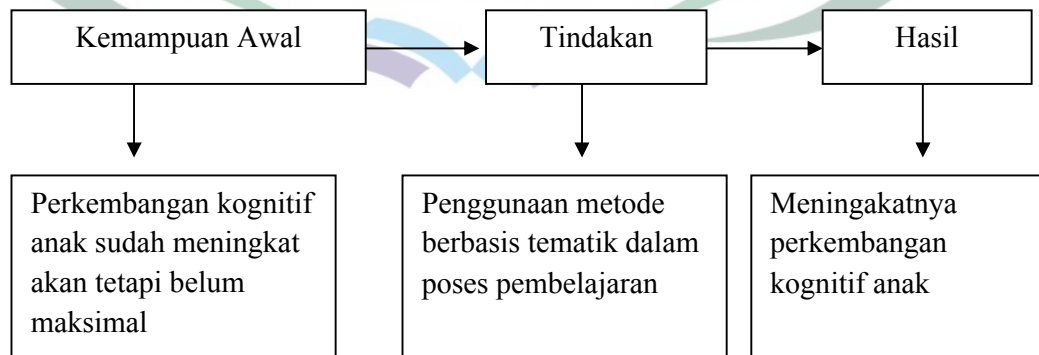 Kemampuan Awal
Tindakan
Hasil
Perkembangan kognitif
anak sudah meningkat
akan tetapi belum
maksimal
Penggunaan metode
berbasis tematik dalam
poses pembelajaran
Meningakatnya
perkembangan
kognitif anak